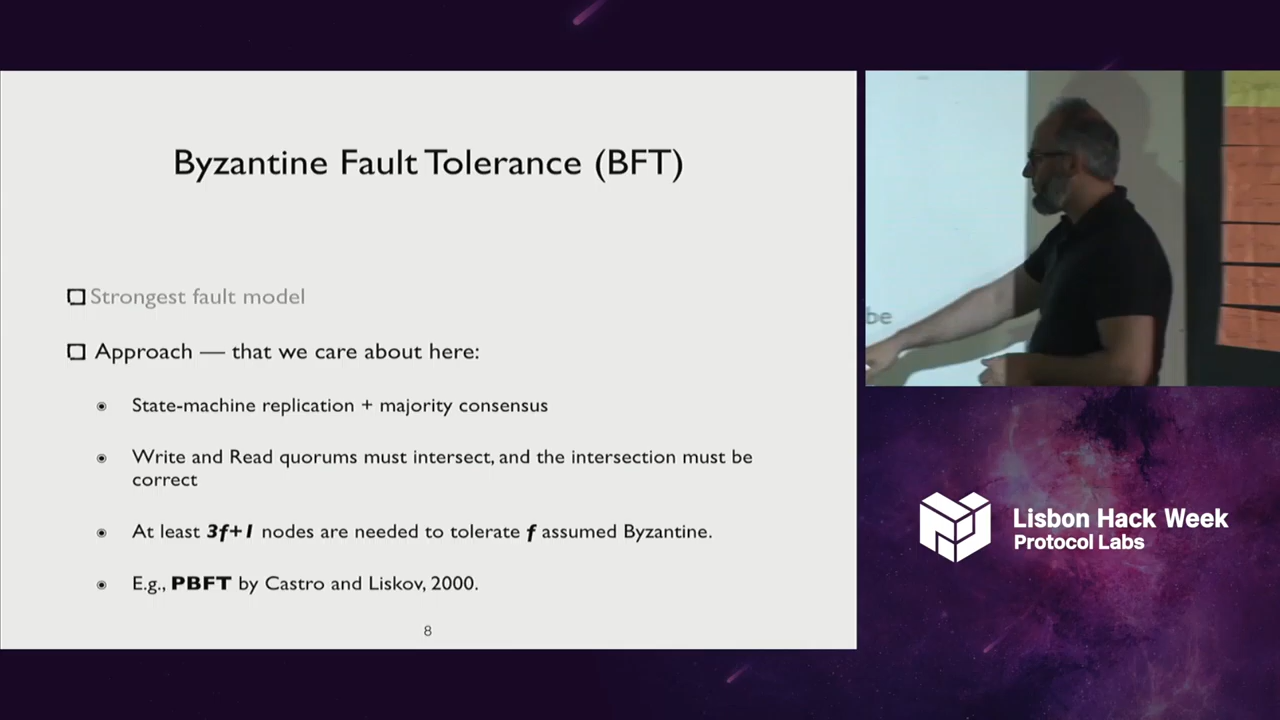 Byzantine Fault Tolerance (BFT)
Strongest fault model
Approach — that we care about here:
State-machine replication + majority consensus
Write and Read quorums must intersect, and the intersection must be
correct
At least 3f+1 nodes are needed to tolerate f assumed Byzantine.
E.g., PBFT by Castro and Liskov, 2000.
8
be
Lisbon Hack Week
Protocol Labs